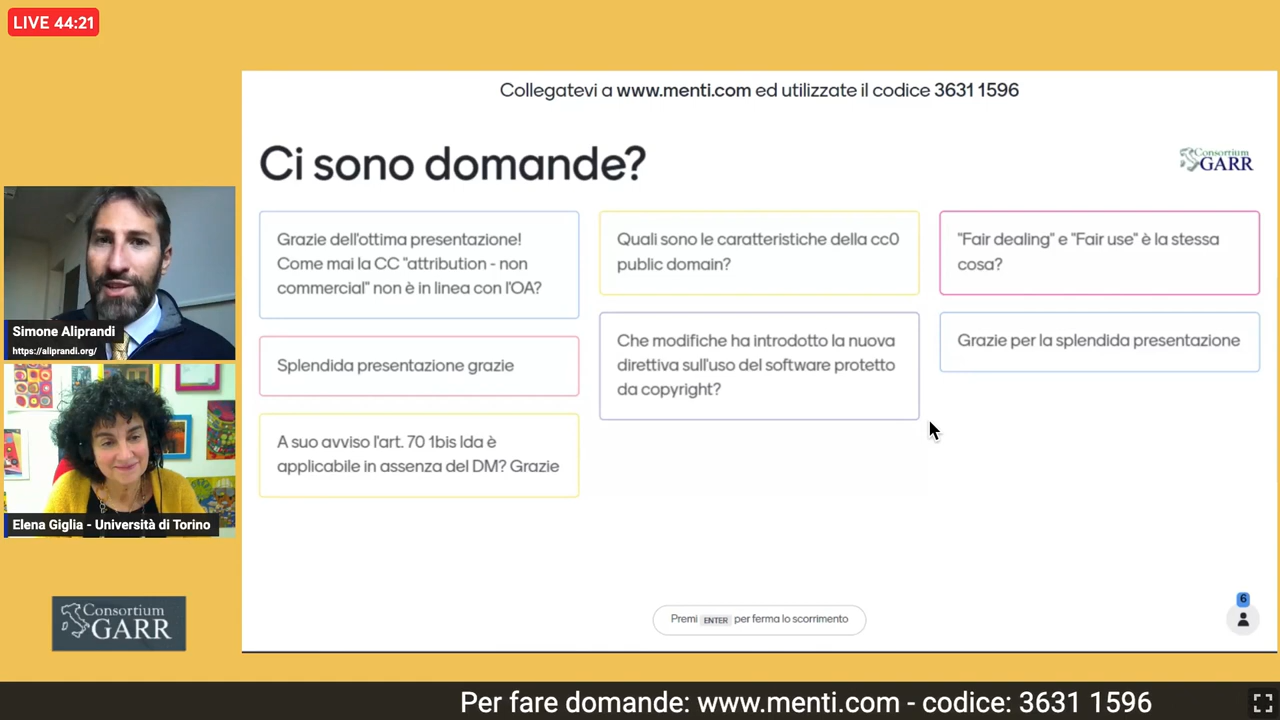 LIVE 44:21
Collegatevi a www.menti.com ed utilizzate il codice 3631 1596
Ci sono domande?
Consortium
GARR
Grazie dell'ottima presentazione!
Come mai la CC "attribution - non
commercial" non è in linea con l'OA?
Splendida presentazione grazie
A suo avviso l'art. 70 1bis lda è
applicabile in assenza del DM? Grazie
Quali sono le caratteristiche della cc0
public domain?
Che modifiche ha introdotto la nuova
direttiva sull'uso del software protetto
da copyright?
"Fair dealing" e "Fair use" è la stessa
cosa?
Grazie per la splendida presentazione
Simone Aliprandi
https://aliprandi.org/
Elena Giglia - Università di Torino
Consortium
GARR
Premi ENTER per ferma lo scorrimento
6
Per fare domande: www.menti.com - codice: 3631 1596